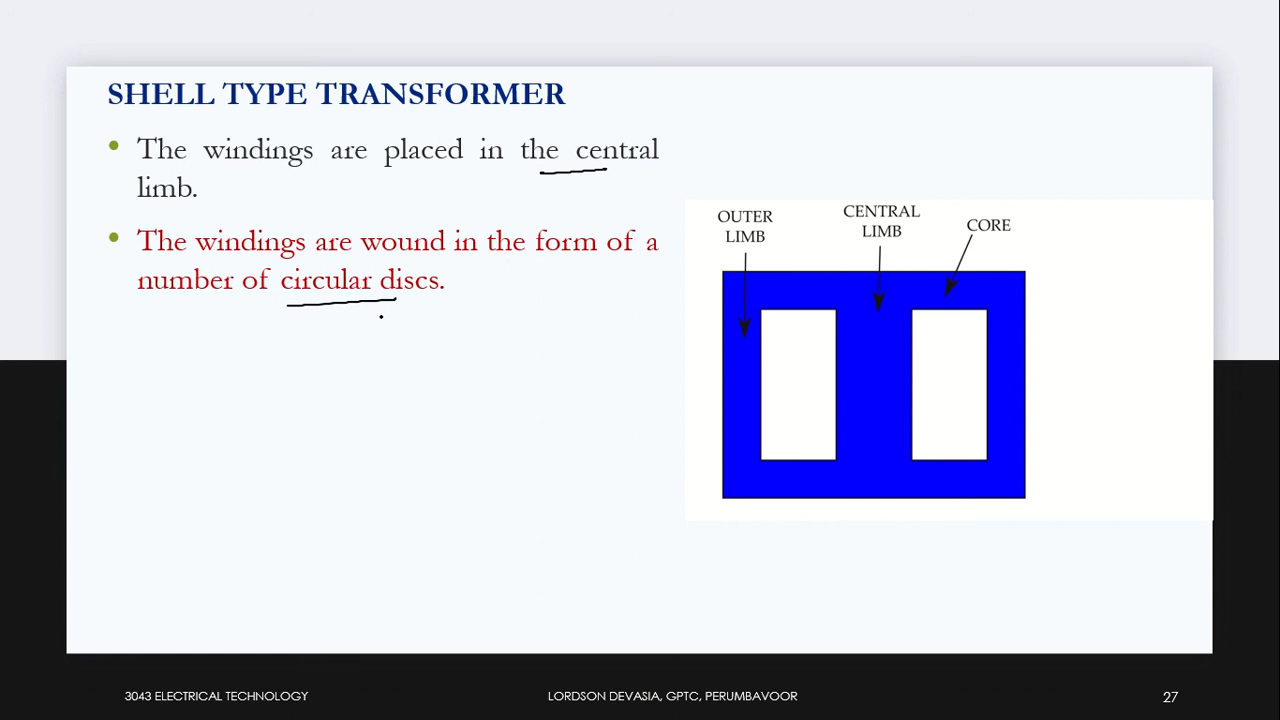 SHELL TYPE TRANSFORMER
• The windings are placed in the central
limb.
• The windings are wound in the form of a
number of circular discs.
OUTER
LIMB
CENTRAL
LIMB
CORE
3043 ELECTRICAL TECHNOLOGY
LORDSON DEVASIA, GPTC, PERUMBAVOOR
27